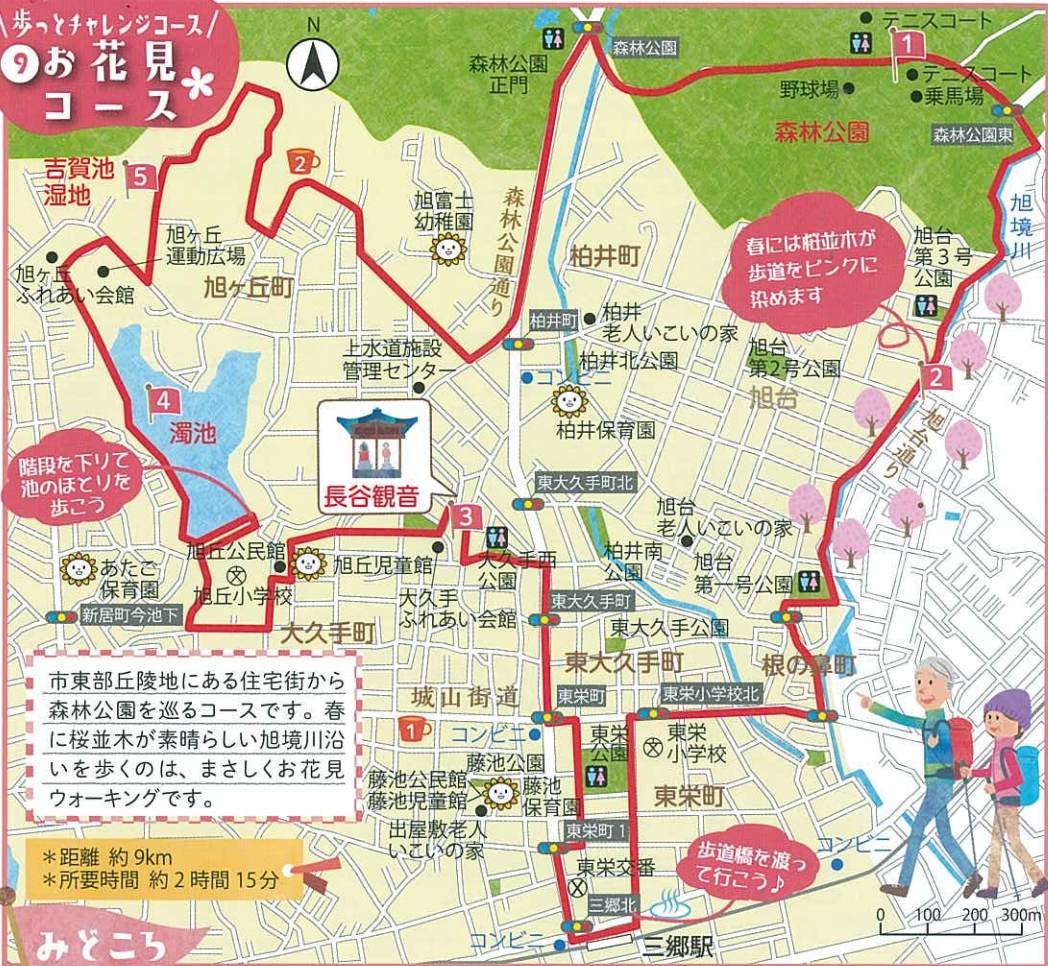 歩っとチャレンジコース
9お花見
コース
N
テニスコート
1
森林公園
森林公園
正門
野球場
テニスコート
乗馬場
森林公園
森林公園東
吉賀池
湿地
5
2
旭富士
幼稚園
森林公園通り
柏井町
旭境川
春には桜並木が
歩道をピンクに
染めます
旭台
第3号
公園
旭ヶ丘
運動広場
旭ヶ丘
ふれあい会館
旭ヶ丘町
柏井町
柏井
老人いこいの家
柏井北公園
旭台
第2号公園
旭台
2
上水道施設
管理センター
コンビニ
柏井保育園
旭台通り
4
濁池
長谷観音
階段を下りて
池のほとりを
歩こう
3
東大久手町北
旭台
老人いこいの家
旭丘公民館
旭丘小学校
旭丘児童館
大久手西
公園
柏井南
公園
旭台
第一号公園
あたご
保育園
新居町今池下
大久手町
大久手
ふれあい会館
東大久手町
東大久手公園
東大久手町
根の鼻町
市東部丘陵地にある住宅街から
森林公園を巡るコースです。春
に桜並木が素晴らしい旭境川沿
いを歩くのは、まさしくお花見
ウォーキングです。
城山街道
東栄町
東栄小学校北
1
コンビニ
東栄
公園
東栄
小学校
藤池公園
藤池公民館
藤池児童館
藤池
保育園
東栄町
出屋敷老人
いこいの家
東栄町1
コンビニ
*距離 約9km
*所要時間 約2時間15分
東栄交番
歩道橋を渡っ
て行こう♪
三郷北
コンビニ
三郷駅
0 100 200 300m
みどころ